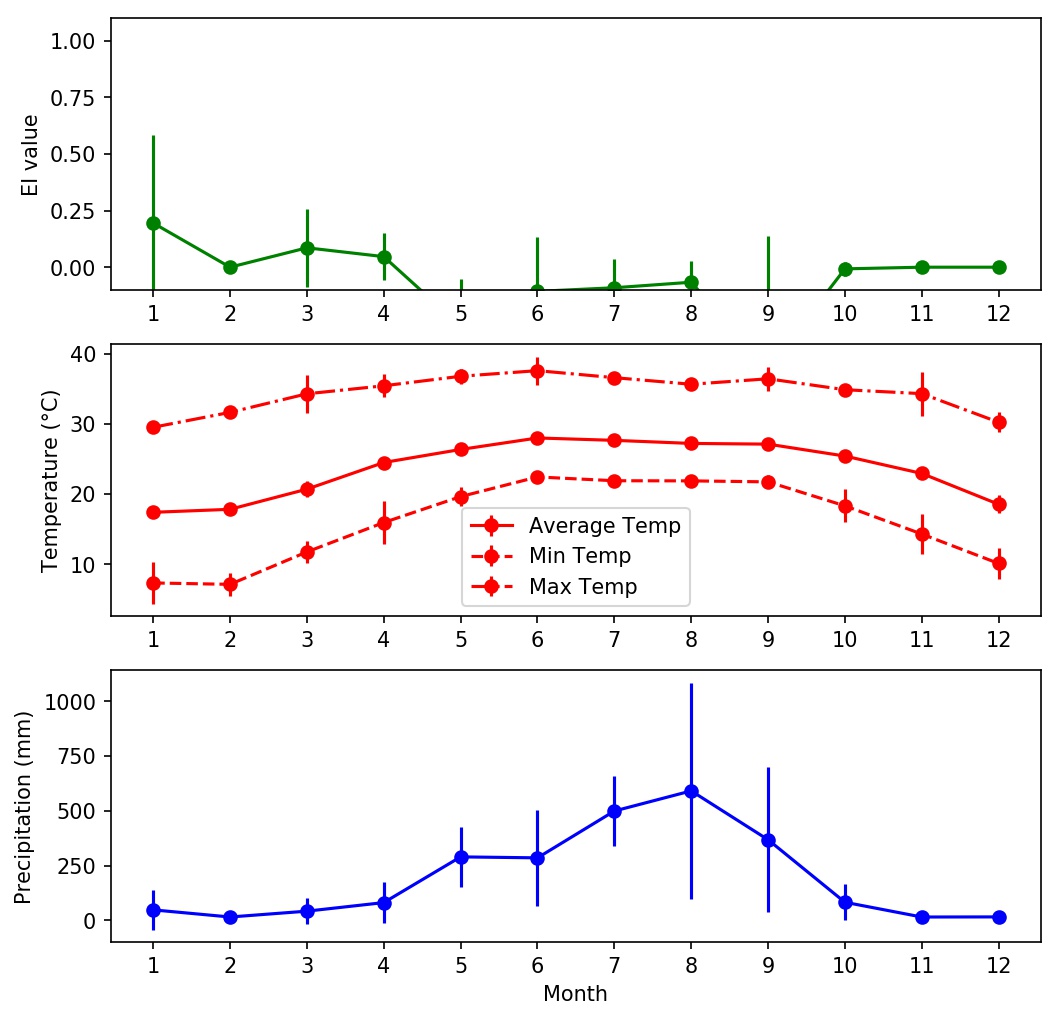 EI value
1.00
0.75
0.50
0.25
0.00
1 2 3 4 5 6 7 8 9 10 11 12
Temperature (°C)
40
30
20
10
Average Temp
Min Temp
Max Temp
1 2 3 4 5 6 7 8 9 10 11 12
Precipitation (mm)
1000
750
500
250
0
1 2 3 4 5 6 7 8 9 10 11 12
Month